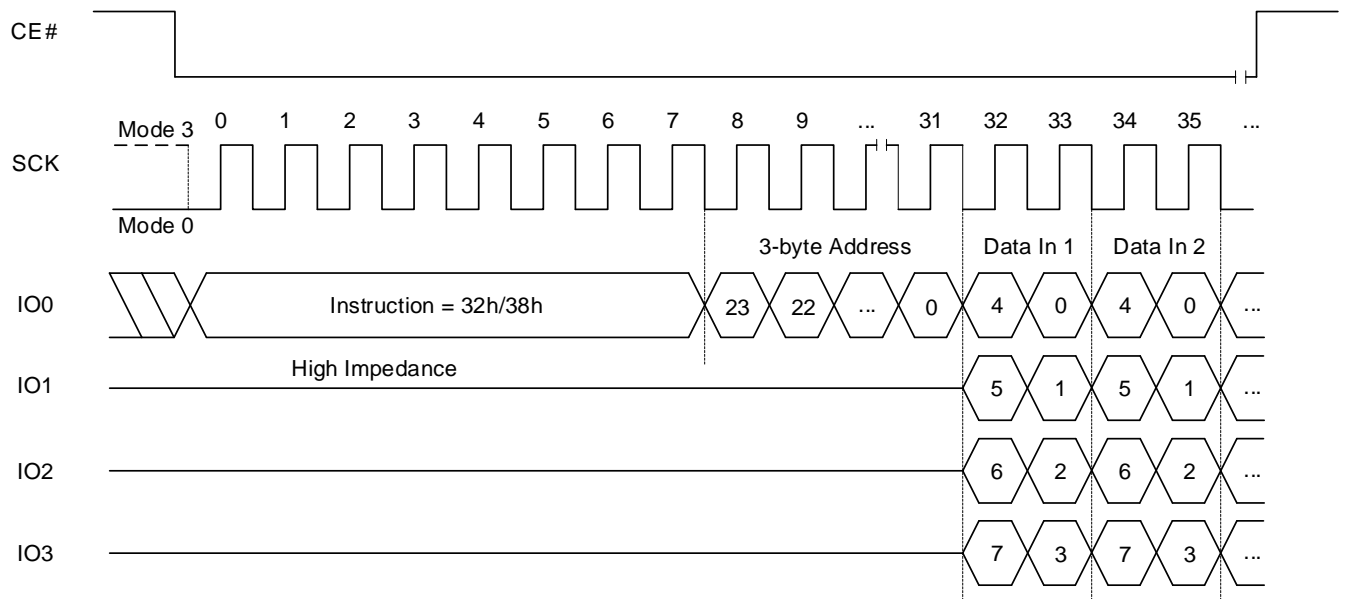 CE#
Mode 3 0 1 2 3 4 5 6 7 8 9 ... 31 32 33 34 35 ...
SCK
Mode 0
3-byte Address Data In 1 Data In 2
IO0 Instruction = 32h/38h 23 22 ... 0 4 0 4 0 ...
High Impedance
IO1 5 1 5 1 ...
IO2 6 2 6 2 ...
IO3 7 3 7 3 ...